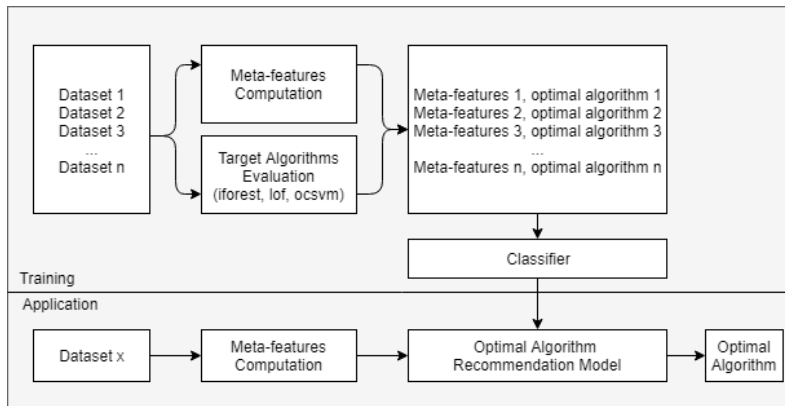 Dataset 1
Dataset 2
Dataset 3
...
Dataset n
Meta-features
Computation
Target Algorithms
Evaluation
(iforest, lof, ocsvm)
Meta-features 1, optimal algorithm 1
Meta-features 2, optimal algorithm 2
Meta-features 3, optimal algorithm 3
...
Meta-features n, optimal algorithm n
Classifier
Training
Application
Dataset x
Meta-features
Computation
Optimal Algorithm
Recommendation Model
Optimal
Algorithm